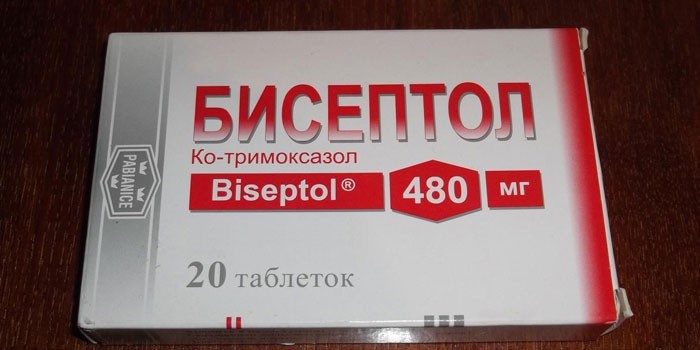 БИСЕПТОЛ
Ко-тримоксазол
Biseptol® 480 мг
20 таблеток
PABIANICE